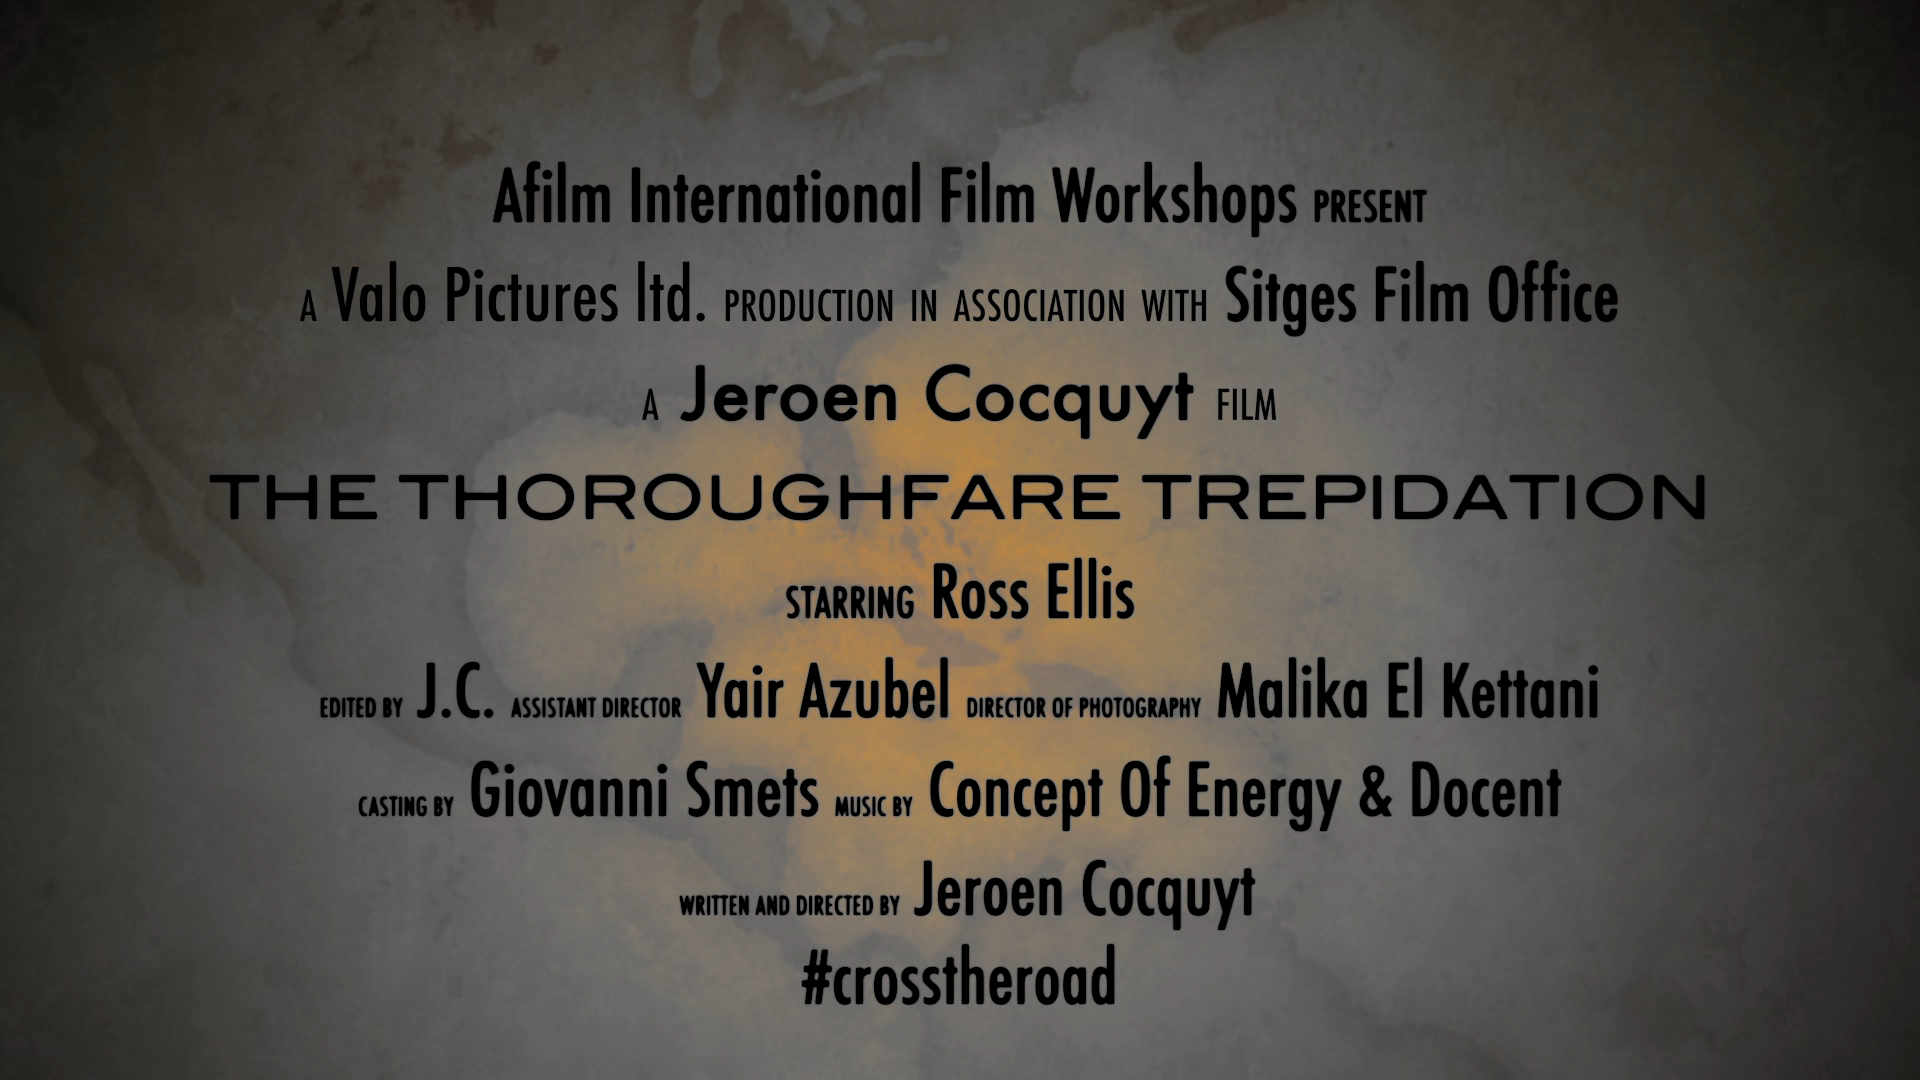 Afilm International Film Workshops PRESENT
A Valo Pictures ltd. PRODUCTION IN ASSOCIATION WITH Sitges Film Office
A Jeroen Cocquyt FILM
THE THOROUGHFARE TREPIDATION
STARRING Ross Ellis
EDITED BY J.C. ASSISTANT DIRECTOR Yair Azubel DIRECTOR OF PHOTOGRAPHY Malika El Kettani
CASTING BY Giovanni Smets MUSIC BY Concept Of Energy & Docent
WRITTEN AND DIRECTED BY Jeroen Cocquyt
#crosstheroad